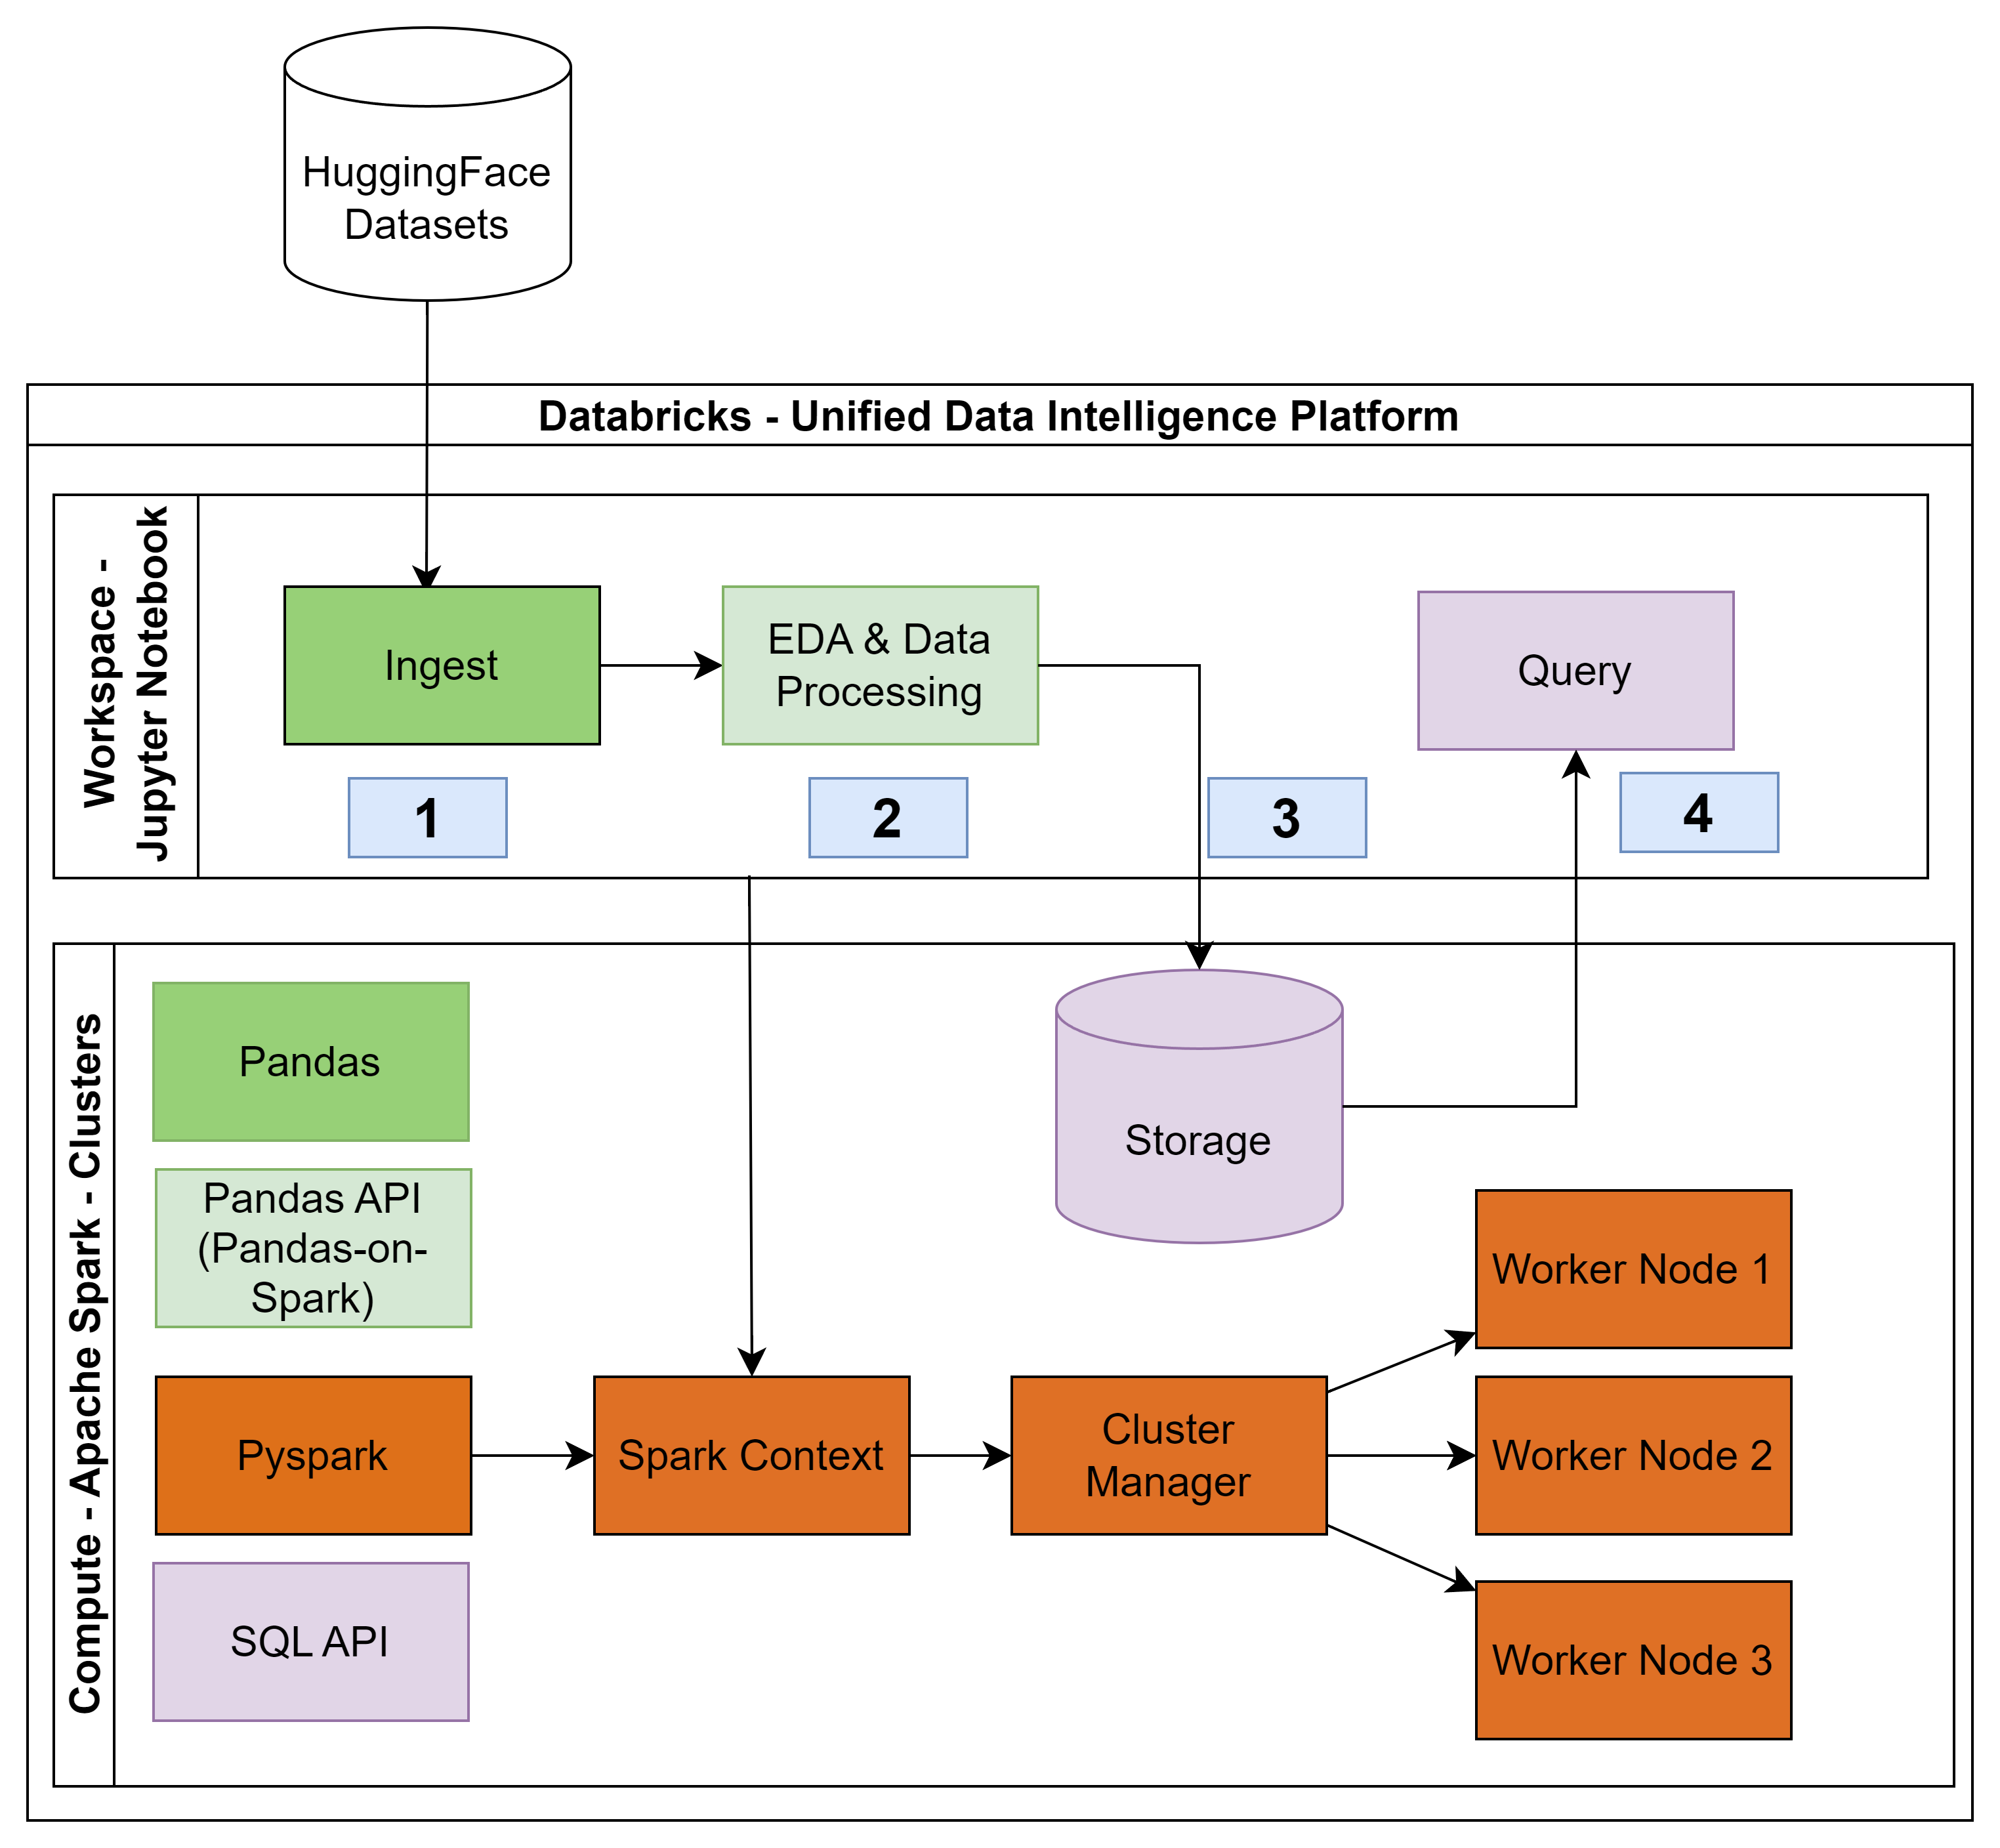 HuggingFace
Datasets
Databricks - Unified Data Intelligence Platform
Workspace -
Jupyter Notebook
Ingest
EDA & Data
Processing
Query
1
2
3
4
Compute - Apache Spark - Clusters
Pandas
Storage
Pandas API
(Pandas-on-
Spark)
Worker Node 1
Pyspark
Spark Context
Cluster
Manager
Worker Node 2
SQL API
Worker Node 3